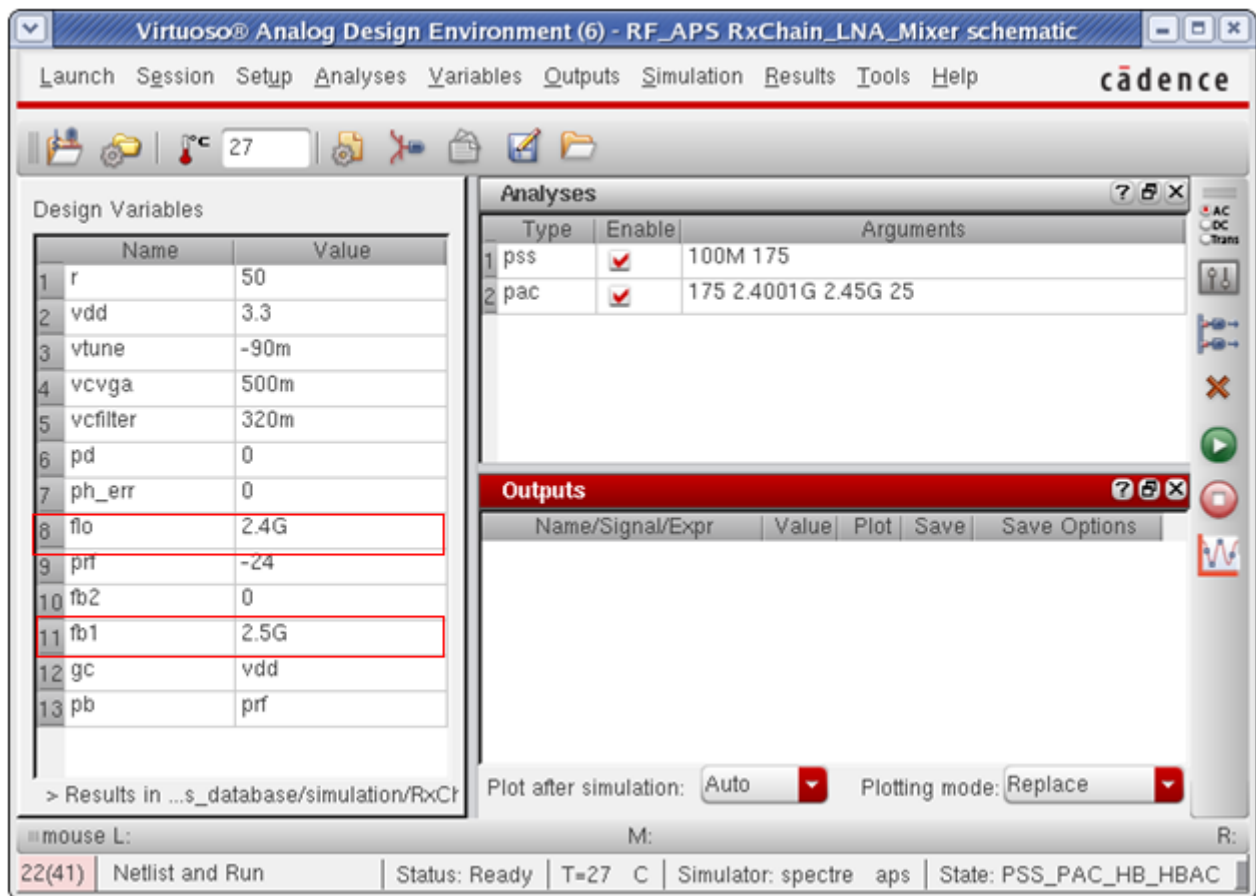 Virtuoso® Analog Design Environment (6) - RF_APS RxChain_LNA_Mixer schematic
Launch Session Setup Analyses Variables Outputs Simulation Results Tools Help cādence
°C 27
Design Variables
Name Value
1 r 50
2 vdd 3.3
3 vtune -90m
4 vcvga 500m
5 vcfilter 320m
6 pd 0
7 ph_err 0
8 flo 2.4G
9 prf -24
10 fb2 0
11 fb1 2.5G
12 gc vdd
13 pb prf
> Results in ...s_database/simulation/RxCh
Analyses ?
Type Enable Arguments
1 pss 100M 175
2 pac 175 2.4001G 2.45G 25
Outputs ?
Name/Signal/Expr Value Plot Save Save Options
Plot after simulation: Auto Plotting mode: Replace
AC
DC
Trans
mouse L: M: R:
22(41) Netlist and Run Status: Ready T=27 C Simulator: spectre aps State: PSS_PAC_HB_HBAC